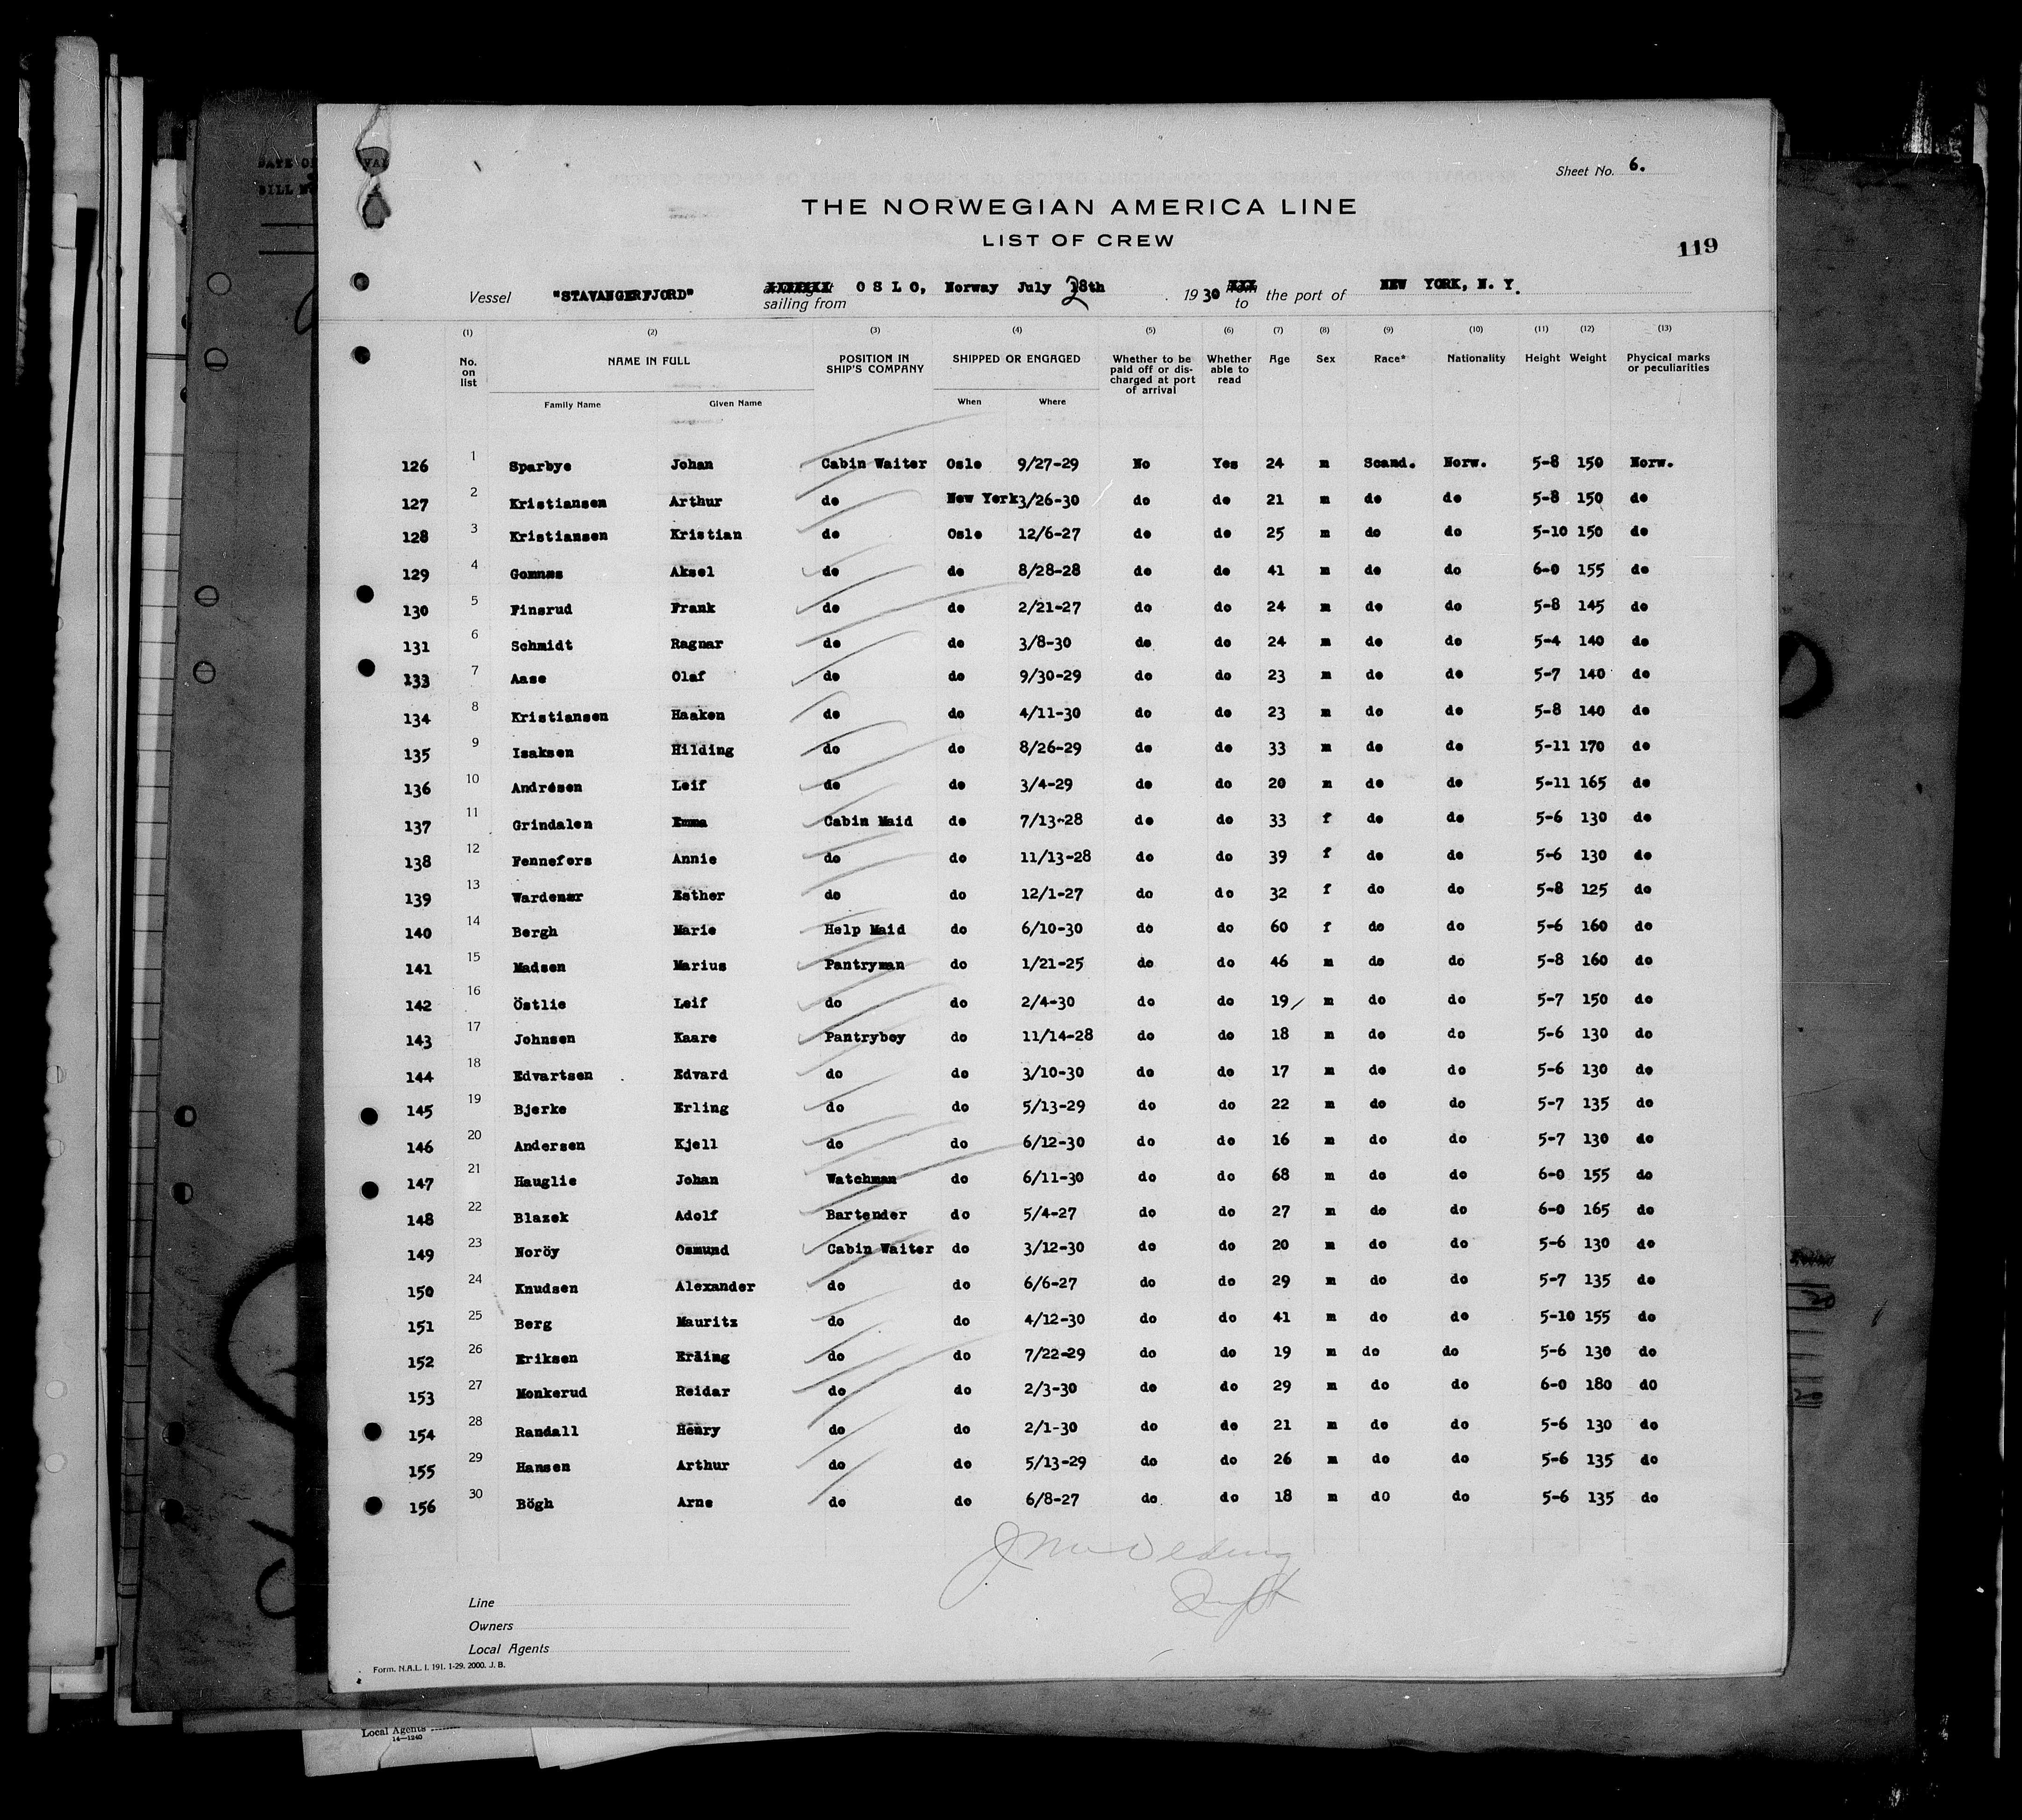 DATE OF
VAL
BILL N
Sheet No. 6.
THE NORWEGIAN AMERICA LINE
LIST OF CREW
119
Vessel "STAVANGERFJORD" sailing from O S L O, Norway July 28th . 19 30 to the port of NEW YORK, N. Y.
(1) (2) (3) (4) (5) (6) (7) (8) (9) (10) (11) (12) (13)
No. on list NAME IN FULL POSITION IN SHIP'S COMPANY SHIPPED OR ENGAGED Whether to be paid off or discharged at port of arrival Whether able to read Age Sex Race* Nationality Height Weight Phycical marks or peculiarities
Family Name Given Name When Where
126 1 Sparbye Johan Cabin Waiter Oslo 9/27-29 No Yes 24 m Scand. Norw. 5-8 150 Norw.
127 2 Kristiansen Arthur do New York 3/26-30 do do 21 m do do 5-8 150 do
128 3 Kristiansen Kristian do Oslo 12/6-27 do do 25 m do do 5-10 150 do
129 4 Gomnæs Aksel do do 8/28-28 do do 41 m do do 6-0 155 do
130 5 Finsrud Frank do do 2/21-27 do do 24 m do do 5-8 145 do
131 6 Schmidt Ragnar do do 3/8-30 do do 24 m do do 5-4 140 do
133 7 Aase Olaf do do 9/30-29 do do 23 m do do 5-7 140 do
134 8 Kristiansen Haakon do do 4/11-30 do do 23 m do do 5-8 140 do
135 9 Isaksen Hilding do do 8/26-29 do do 33 m do do 5-11 170 do
136 10 Andrésen Leif do do 3/4-29 do do 20 m do do 5-11 165 do
137 11 Grindalen Emma Cabin Maid do 7/13-28 do do 33 f do do 5-6 130 do
138 12 Fennefors Annie do do 11/13-28 do do 39 f do do 5-6 130 do
139 13 Wardenær Esther do do 12/1-27 do do 32 f do do 5-8 125 do
140 14 Bergh Marie Help Maid do 6/10-30 do do 60 f do do 5-6 160 do
141 15 Madsen Marius Pantryman do 1/21-25 do do 46 m do do 5-8 160 do
142 16 Östlie Leif do do 2/4-30 do do 19 m do do 5-7 150 do
143 17 Johnsen Kaare Pantryboy do 11/14-28 do do 18 m do do 5-6 130 do
144 18 Edvartsen Edvard do do 3/10-30 do do 17 m do do 5-6 130 do
145 19 Bjerke Erling do do 5/13-29 do do 22 m do do 5-7 135 do
146 20 Andersen Kjell do do 6/12-30 do do 16 m do do 5-7 130 do
147 21 Hauglie Johan Watchman do 6/11-30 do do 68 m do do 6-0 155 do
148 22 Blazek Adolf Bartender do 5/4-27 do do 27 m do do 6-0 165 do
149 23 Noröy Osmund Cabin Waiter do 3/12-30 do do 20 m do do 5-6 130 do
150 24 Knudsen Alexander do do 6/6-27 do do 29 m do do 5-7 135 do
151 25 Berg Mauritz do do 4/12-30 do do 41 m do do 5-10 155 do
152 26 Eriksen Erling do do 7/22-29 do do 19 m do do 5-6 130 do
153 27 Monkerud Reidar do do 2/3-30 do do 29 m do do 6-0 180 do
154 28 Randall Henry do do 2/1-30 do do 21 m do do 5-6 130 do
155 29 Hansen Arthur do do 5/13-29 do do 26 m do do 5-6 135 do
156 30 Bögh Arne do do 6/8-27 do do 18 m do do 5-6 135 do
Line
Owners
Local Agents
Form. N.A.L. I. 191. 1-29. 2000. J. B.
Local Agents
14—1240